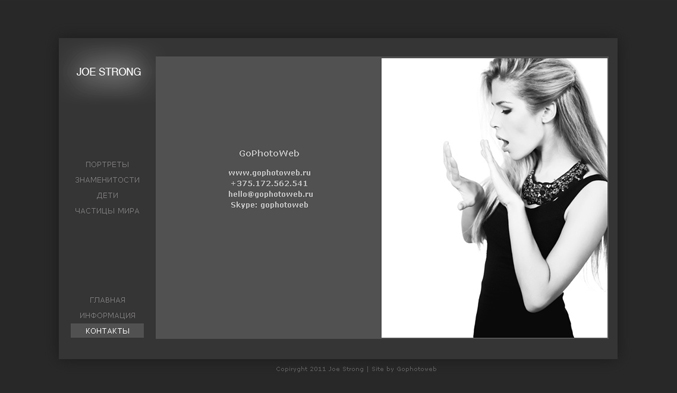 JOE STRONG
ПОРТРЕТЫ
ЗНАМЕНИТОСТИ
ДЕТИ
ЧАСТИЦЫ МИРА
ГЛАВНАЯ
ИНФОРМАЦИЯ
КОНТАКТЫ
GoPhotoWeb
www.gophotoweb.ru
+375.172.562.541
hello@gophotoweb.ru
Skype: gophotoweb
Copyright 2011 Joe Strong | Site by Gophotoweb